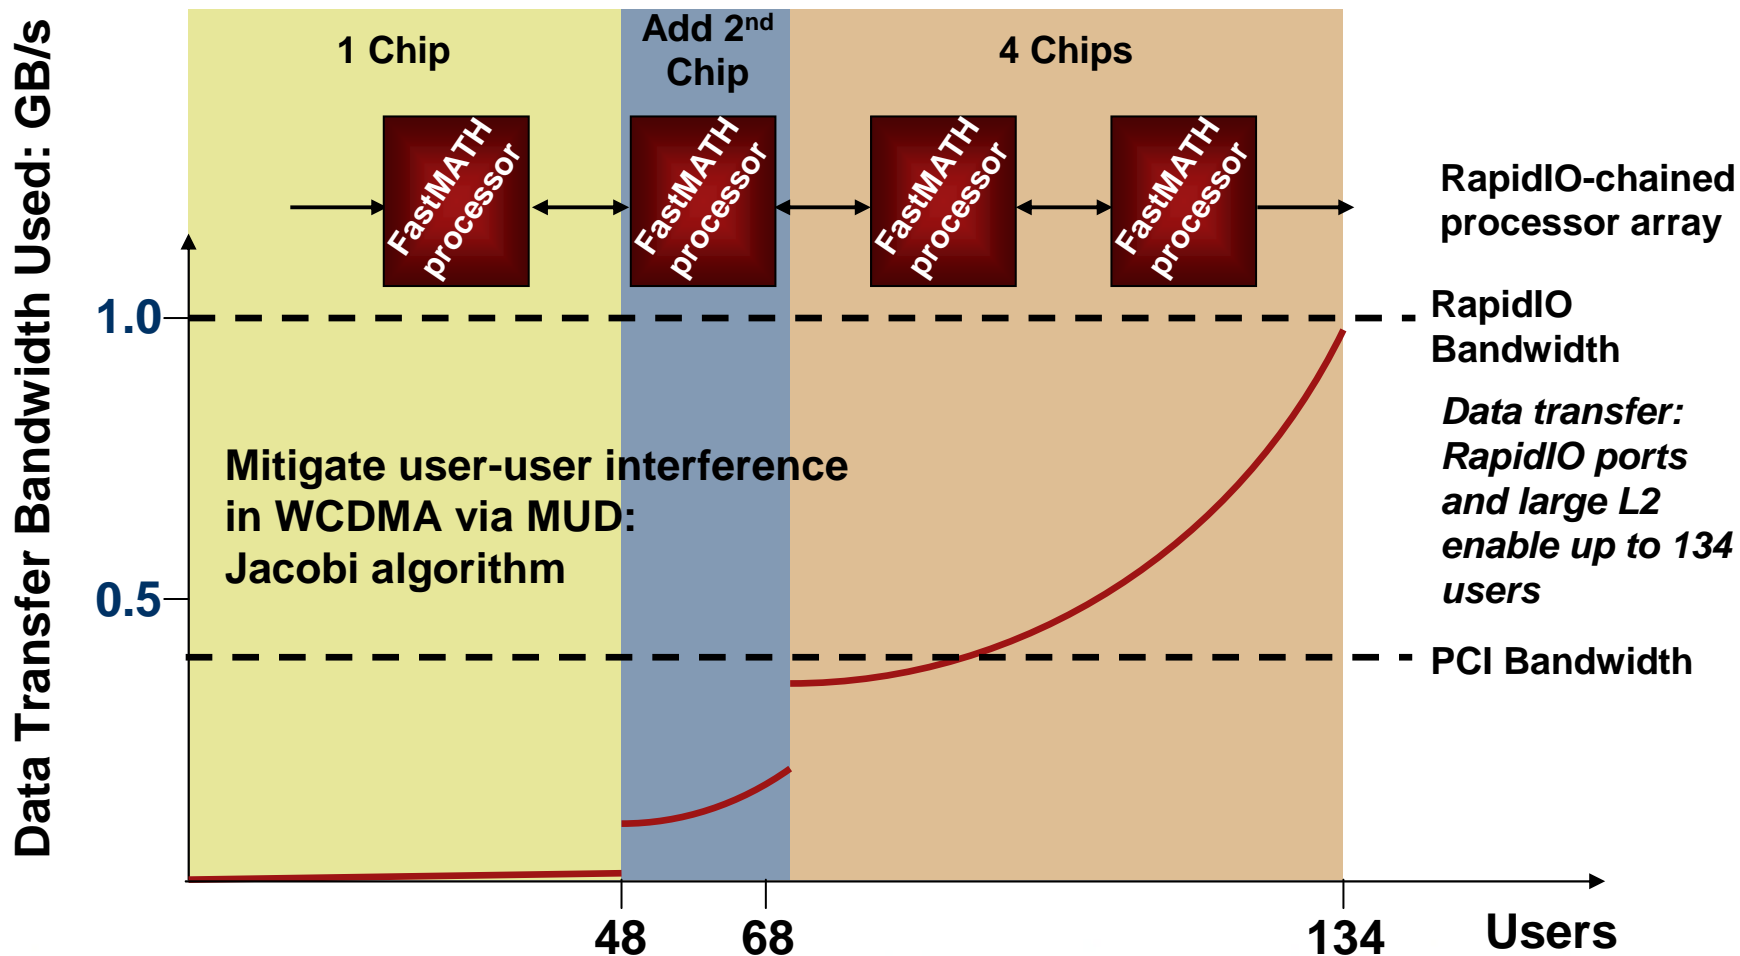 Data Transfer Bandwidth Used: GB/s
1 Chip
Add 2nd
Chip
4 Chips
FastMATH
processor
FastMATH
processor
FastMATH
processor
FastMATH
processor
RapidIO-chained
processor array
1.0
RapidIO
Bandwidth
Data transfer:
RapidIO ports
and large L2
enable up to 134
users
Mitigate user-user interference
in WCDMA via MUD:
Jacobi algorithm
0.5
PCI Bandwidth
48
68
134
Users